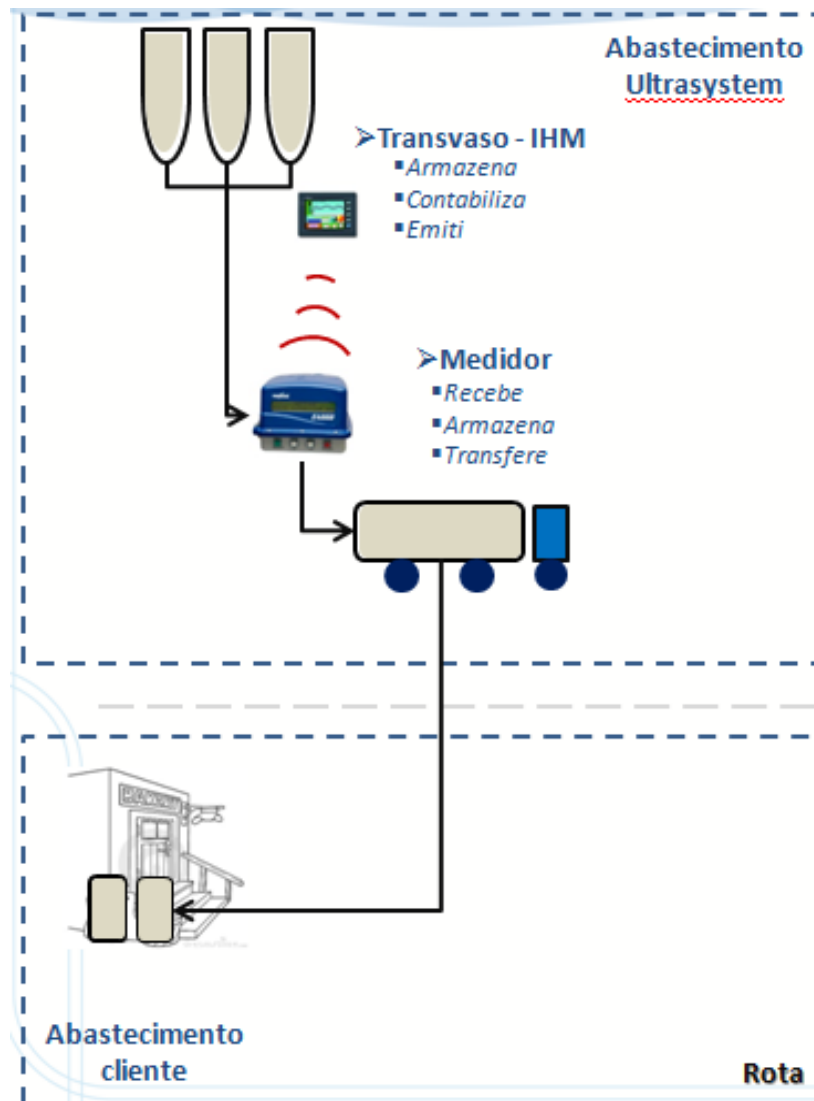 Abastecimento
Ultrasystem
➢Transvaso - IHM
▪Armazena
▪Contabiliza
▪Emiti
➢Medidor
▪Recebe
▪Armazena
▪Transfere
Abastecimento
cliente
Rota